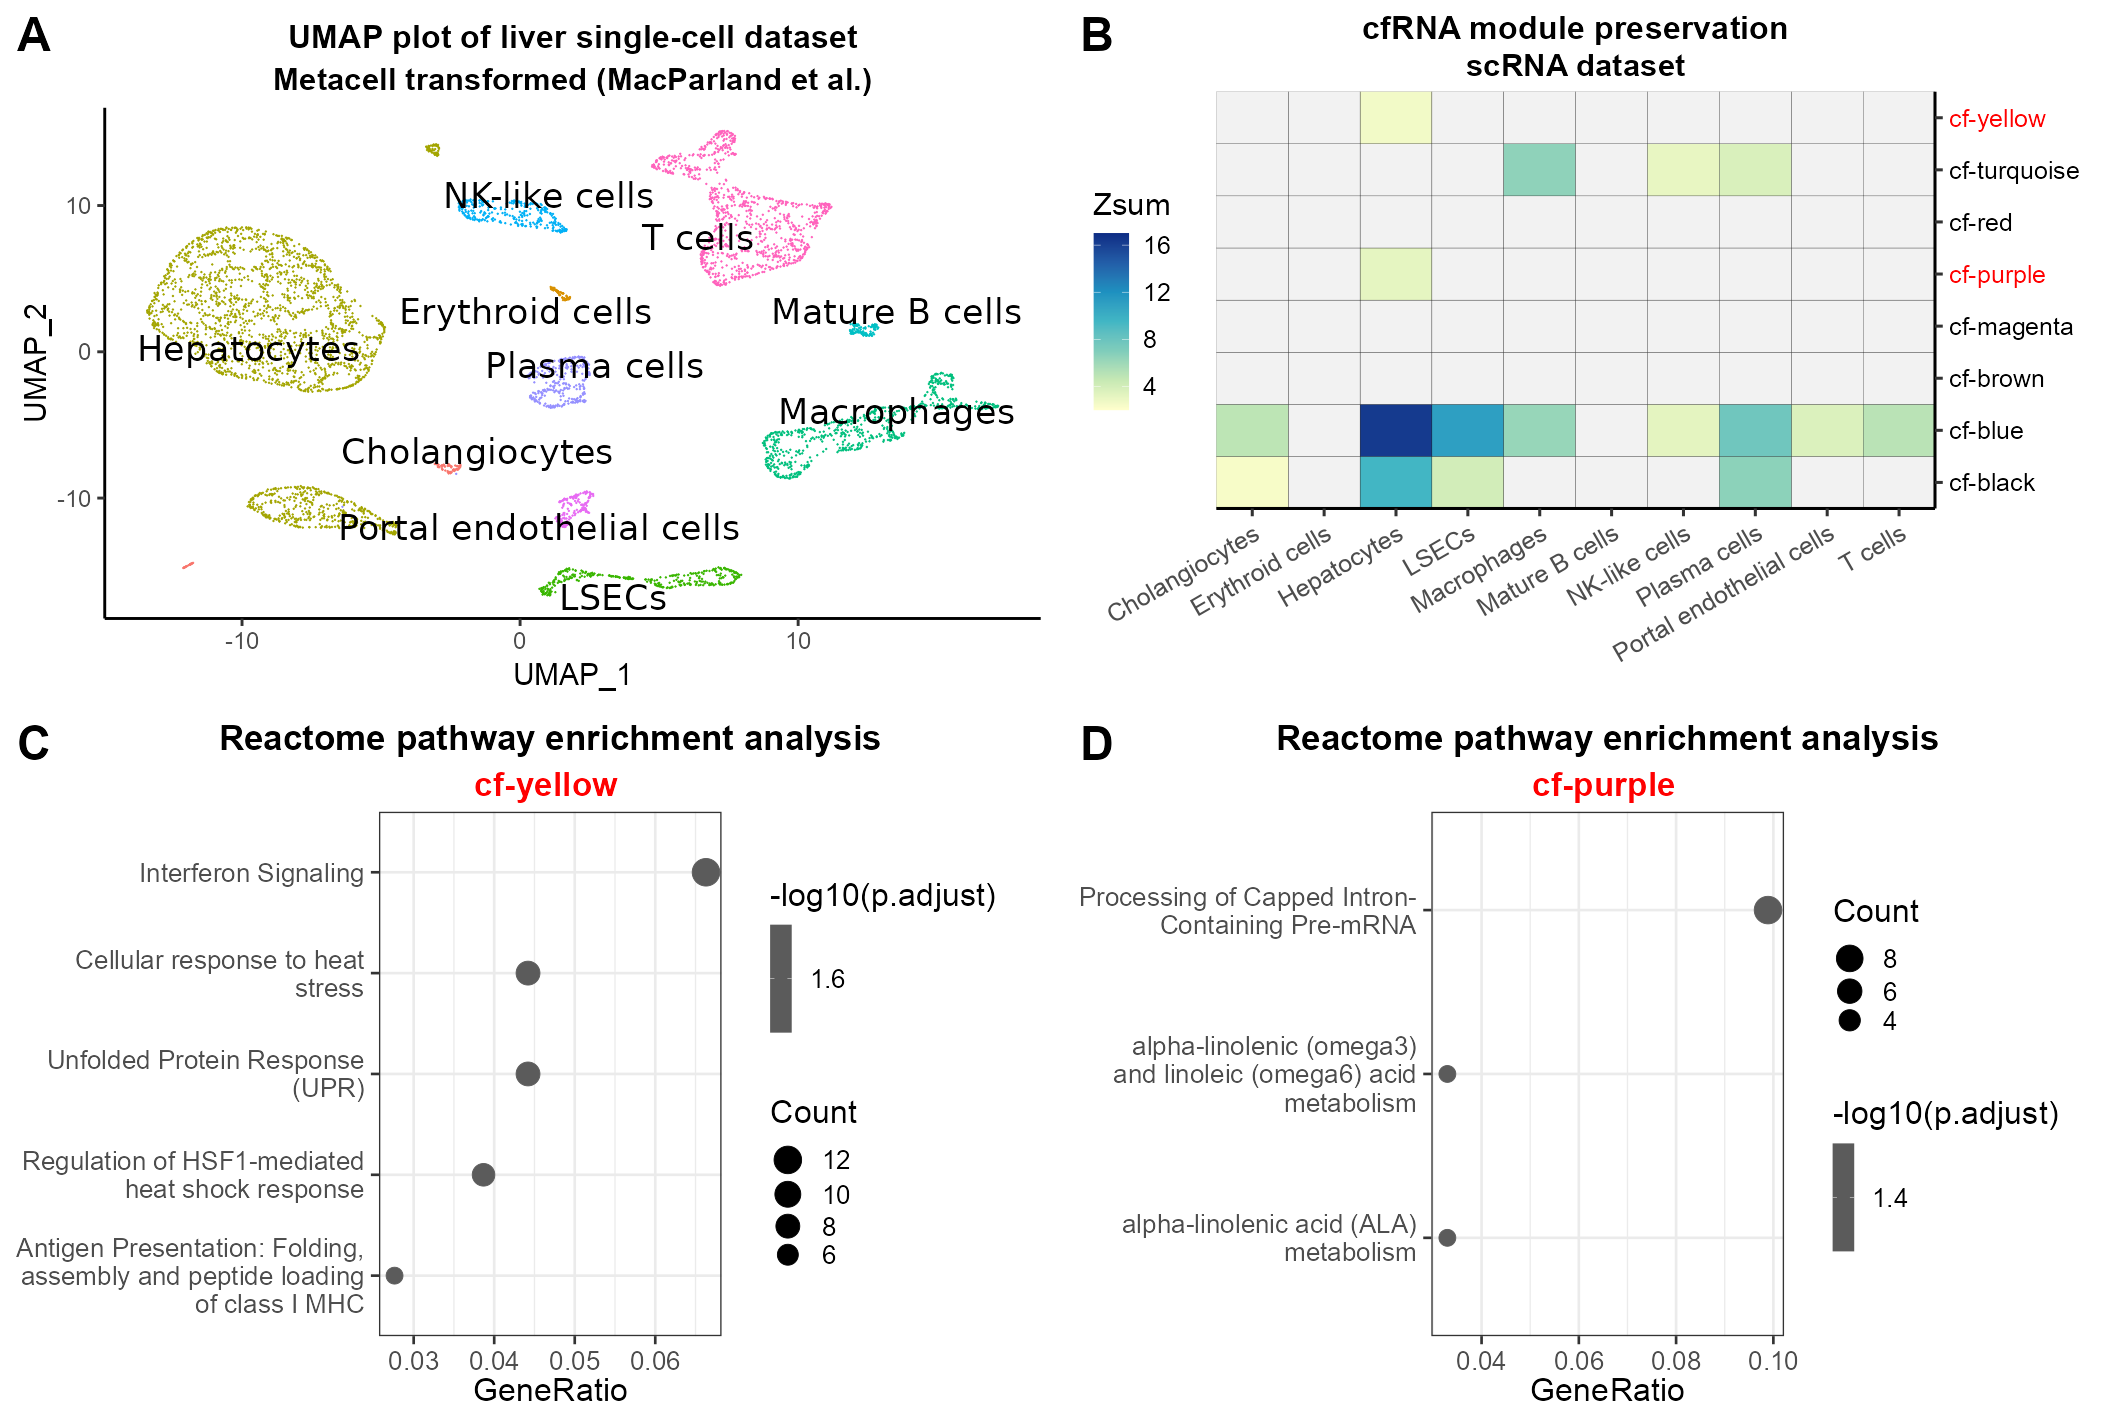 A
UMAP plot of liver single-cell dataset
Metacell transformed (MacParland et al.)
UMAP_2
10
0
-10
NK-like cells
T cells
Erythroid cells
Mature B cells
Hepatocytes
Plasma cells
Macrophages
Cholangiocytes
Portal endothelial cells
LSECs
-10
0
10
UMAP_1
B
cfRNA module preservation
scRNA dataset
Zsum
16
12
8
4
cf-yellow
cf-turquoise
cf-red
cf-purple
cf-magenta
cf-brown
cf-blue
cf-black
Cholangiocytes
Erythroid cells
Hepatocytes
LSECs
Macrophages
Mature B cells
NK-like cells
Plasma cells
Portal endothelial cells
T cells
C
Reactome pathway enrichment analysis
cf-yellow
Interferon Signaling
Cellular response to heat
stress
Unfolded Protein Response
(UPR)
Regulation of HSF1-mediated
heat shock response
Antigen Presentation: Folding,
assembly and peptide loading
of class I MHC
0.03
0.04
0.05
0.06
GeneRatio
-log10(p.adjust)
1.6
Count
12
10
8
6
D
Reactome pathway enrichment analysis
cf-purple
Processing of Capped Intron-
Containing Pre-mRNA
alpha-linolenic (omega3)
and linoleic (omega6) acid
metabolism
alpha-linolenic acid (ALA)
metabolism
0.04
0.06
0.08
0.10
GeneRatio
Count
8
6
4
-log10(p.adjust)
1.4